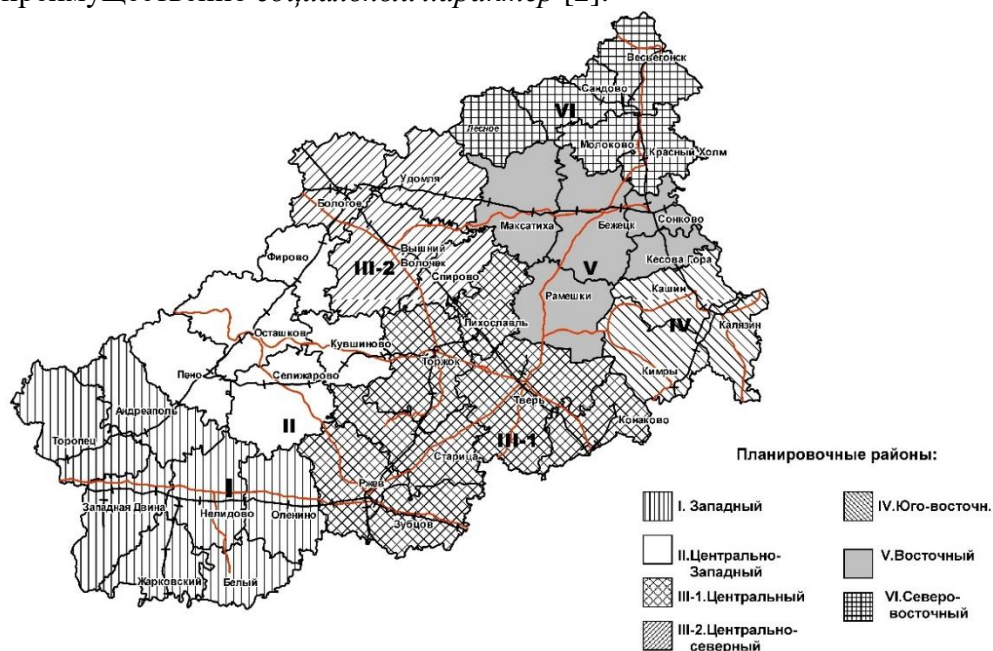 преимущественно социальный характер [2].
Весьегонск
Сандово
VI
Лесное
Молоково
Красный Холм
Удомля
Бологое
Максатиха
Бежецк
Сонково
Фирово
Вышний
Волочек
III-2
Спирово
V
Кесова Гора
Кашин
Рамешки
IV
Калязин
Лихославль
Осташков
Кувшиново
Торжок
Кимры
Пено
Селижарово
Тверь
Андреаполь
II
III-1
Конаково
Торопец
Старица
Ржев
I
Западная Двина
Нелидово
Оленино
Зубцов
Жарковский
Белый
Планировочные районы:
I. Западный
IV.Юго-восточн.
II.Центрально-
Западный
V.Восточный
III-1.Центральный
VI.Северо-
восточный
III-2.Центрально-
северный